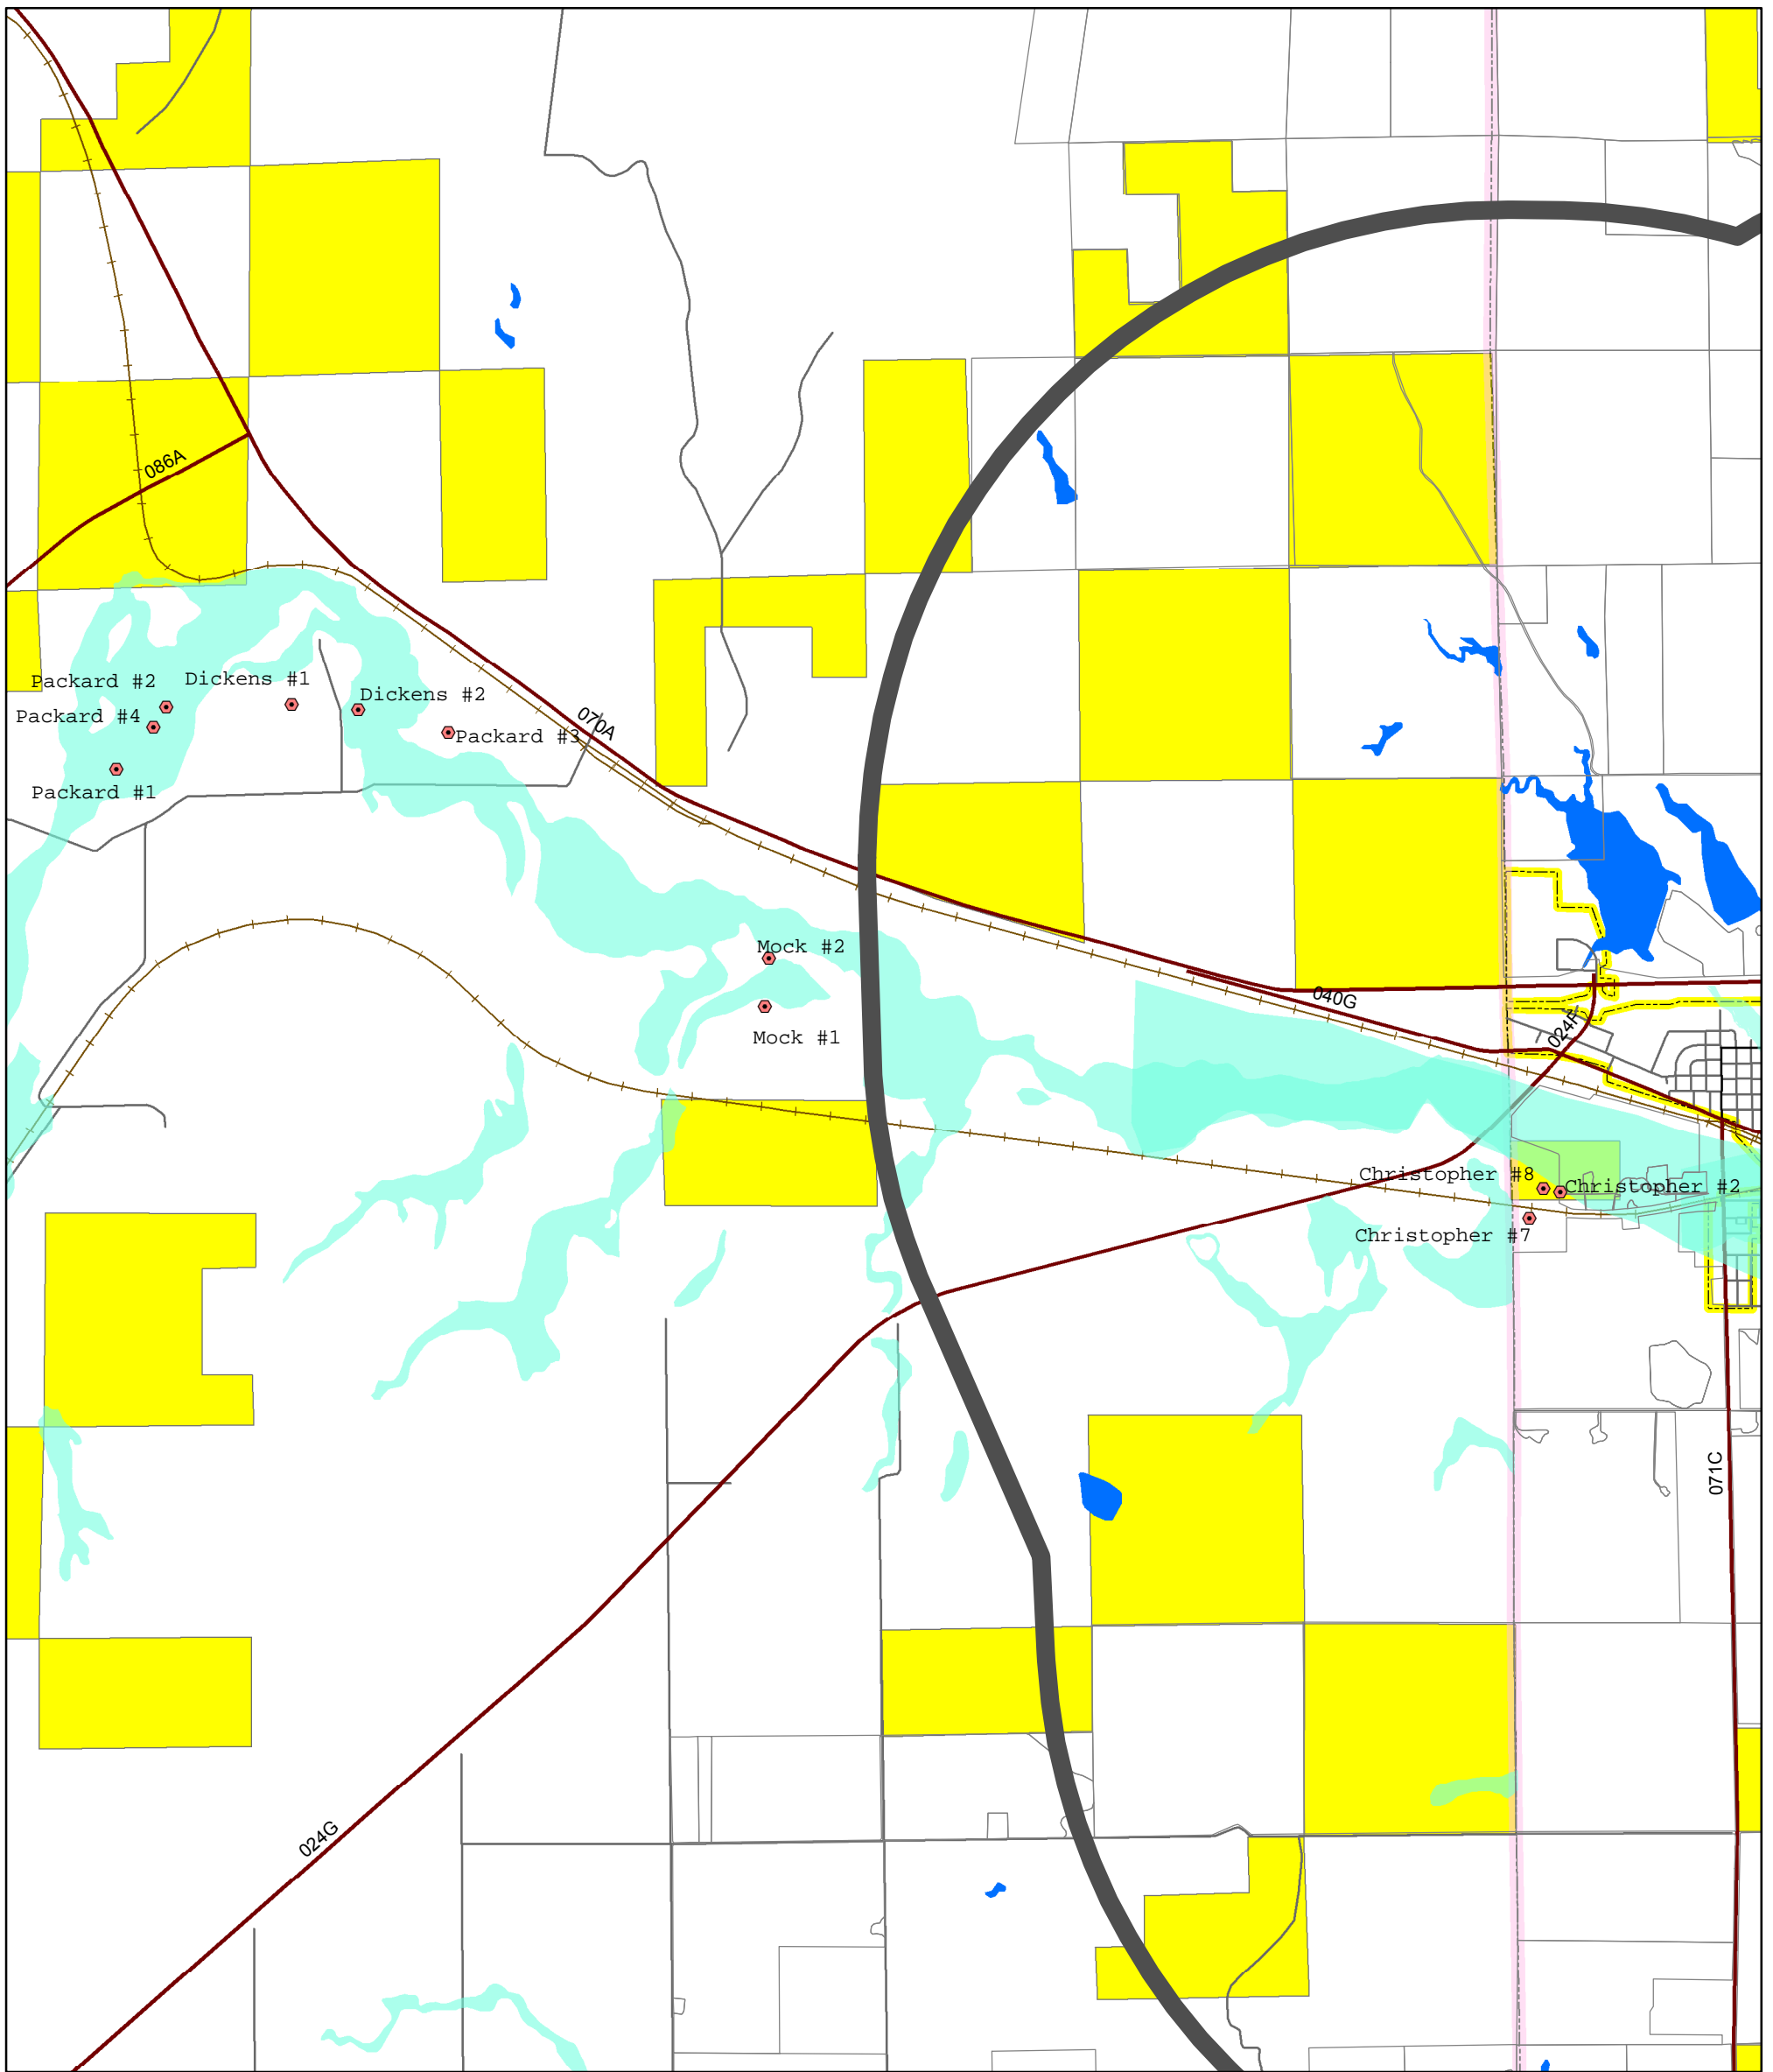 086A
Packard #2
Dickens #1
Packard #4
Dickens #2
070A
Packard #3
Packard #1
Mock #2
040G
024F
Mock #1
Christopher #8
Christopher #2
Christopher #7
071C
024G